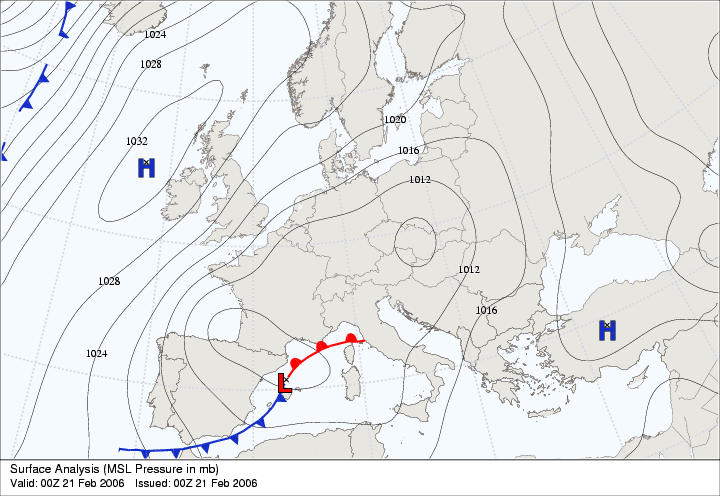 1024
1028
1020
1032
1016
H
1012
1012
1028
1016
H
1024
L
Surface Analysis (MSL Pressure in mb)
Valid: 00Z 21 Feb 2006 Issued: 00Z 21 Feb 2006